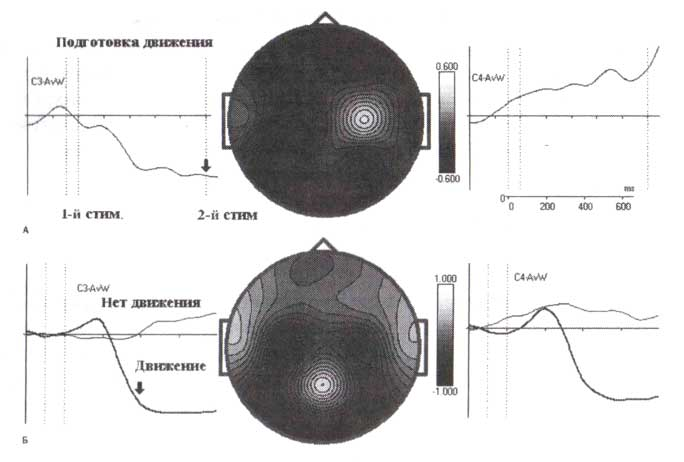 Подготовка движения
C3-AvW
1-й стим.
2-й стим
0.600
-0.600
C4-AvW
ms
0
0
200
400
600
А
C3-AvW
Нет движения
Движение
1.000
-1.000
C4-AvW
Б